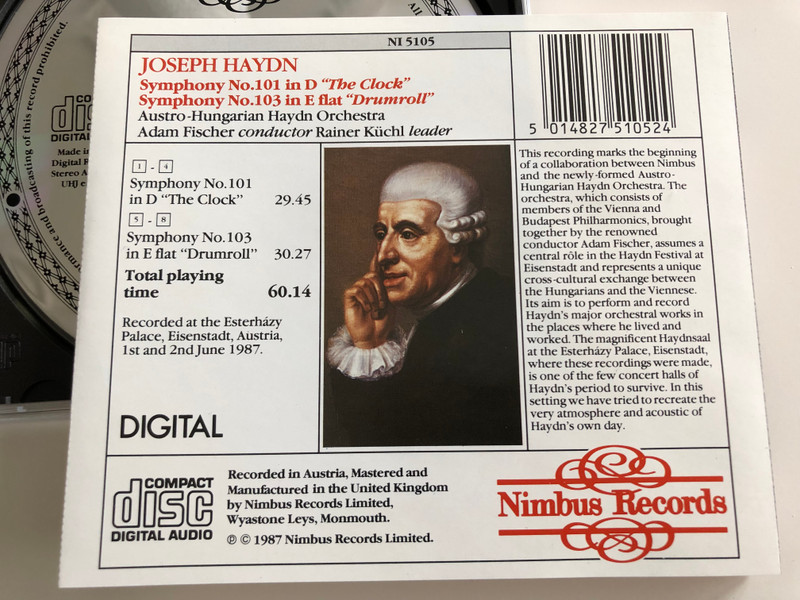 NI 5105
JOSEPH HAYDN
Symphony No.101 in D "The Clock"
Symphony No.103 in E flat "Drumroll"
Austro-Hungarian Haydn Orchestra
Adam Fischer conductor Rainer Küchl leader
5 014827 510524
1 - 4
Symphony No.101
in D "The Clock" 29.45
5 - 8
Symphony No.103
in E flat "Drumroll" 30.27
Total playing
time 60.14
Recorded at the Esterházy
Palace, Eisenstadt, Austria,
1st and 2nd June 1987.
DIGITAL
This recording marks the beginning
of a collaboration between Nimbus
and the newly-formed Austro-
Hungarian Haydn Orchestra. The
orchestra, which consists of
members of the Vienna and
Budapest Philharmonics, brought
together by the renowned
conductor Adam Fischer, assumes a
central rôle in the Haydn Festival at
Eisenstadt and represents a unique
cross-cultural exchange between
the Hungarians and the Viennese.
Its aim is to perform and record
Haydn's major orchestral works in
the places where he lived and
worked. The magnificent Haydnsaal
at the Esterházy Palace, Eisenstadt,
where these recordings were made,
is one of the few concert halls of
Haydn's period to survive. In this
setting we have tried to recreate the
very atmosphere and acoustic of
Haydn's own day.
COMPACT
disc
DIGITAL AUDIO
Recorded in Austria, Mastered and
Manufactured in the United Kingdom
by Nimbus Records Limited,
Wyastone Leys, Monmouth.
℗ © 1987 Nimbus Records Limited.
Nimbus Records
and broadcasting of this record prohibited.
disc
DIGITAL
Made in